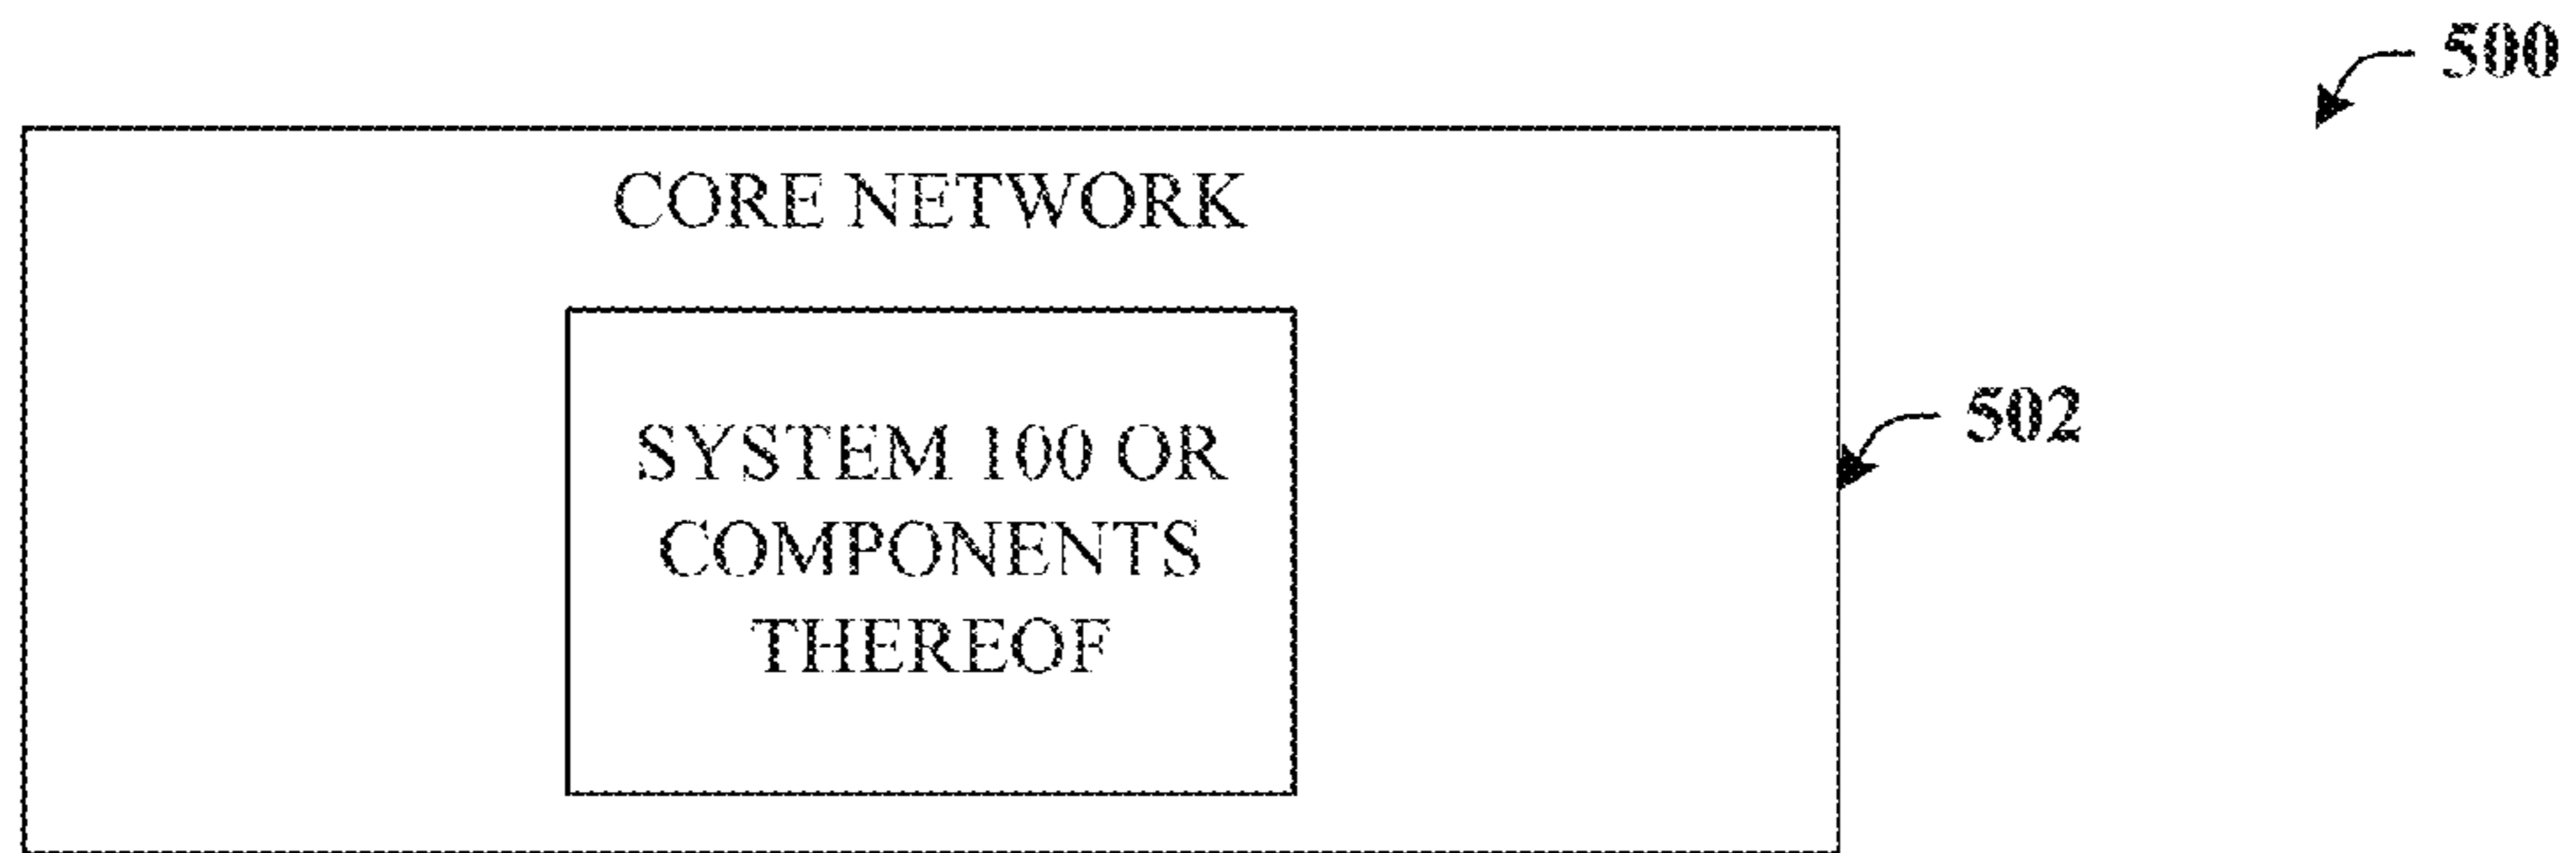 500
CORE NETWORK
502
SYSTEM 100 OR
COMPONENTS
THEREOF